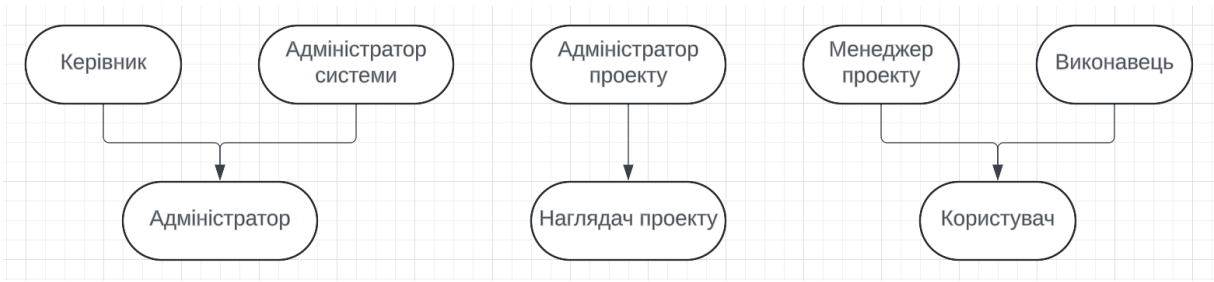 Керівник
Адміністратор
системи
Адміністратор
проекту
Менеджер
проекту
Виконавець
Адміністратор
Наглядач проекту
Користувач